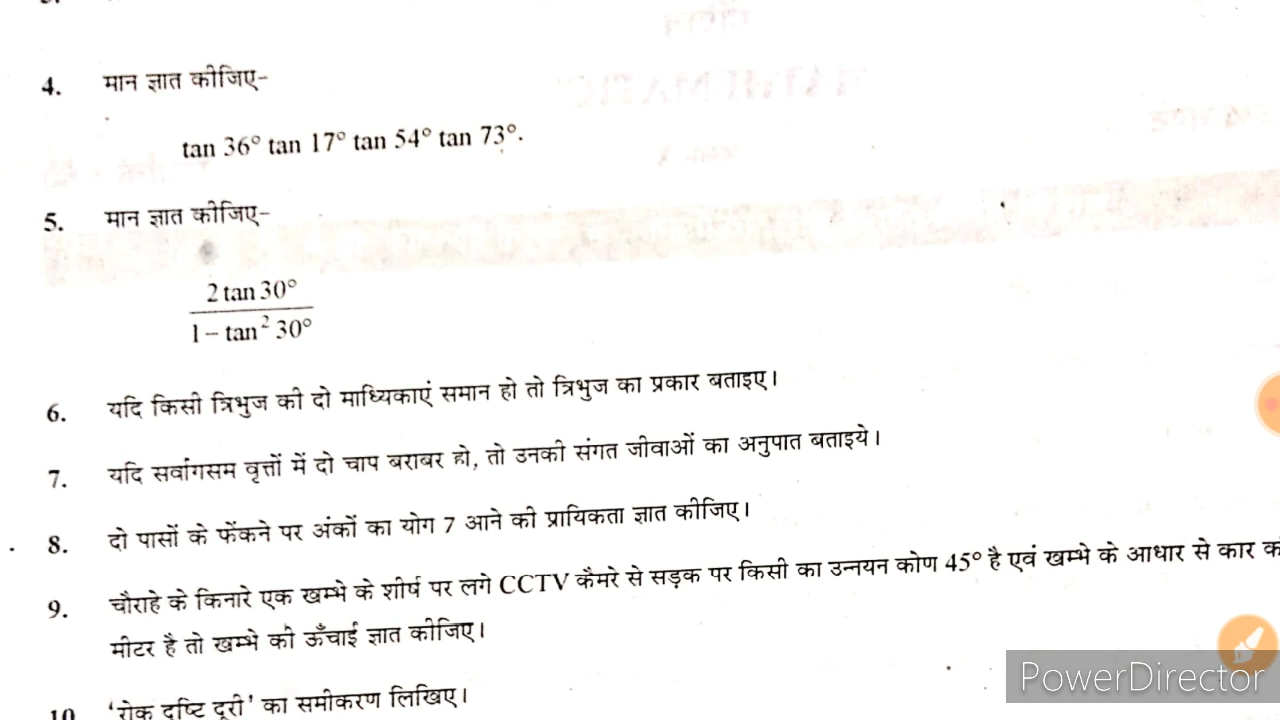 4. मान ज्ञात कीजिए-
tan 36° tan 17° tan 54° tan 73°.
5. मान ज्ञात कीजिए-
2 tan 30°
1 – tan² 30°
6. यदि किसी त्रिभुज की दो माध्यिकाएं समान हो तो त्रिभुज का प्रकार बताइए।
7. यदि सर्वांगसम वृत्तों में दो चाप बराबर हो, तो उनकी संगत जीवाओं का अनुपात बताइये।
8. दो पासों के फेंकने पर अंकों का योग 7 आने की प्रायिकता ज्ञात कीजिए।
9. चौराहे के किनारे एक खम्भे के शीर्ष पर लगे CCTV कैमरे से सड़क पर किसी का उन्नयन कोण 45° है एवं खम्भे के आधार से कार
मीटर है तो खम्भे की ऊँचाई ज्ञात कीजिए।
10. 'रोक दृष्टि दूरी' का समीकरण लिखिए।
PowerDirector